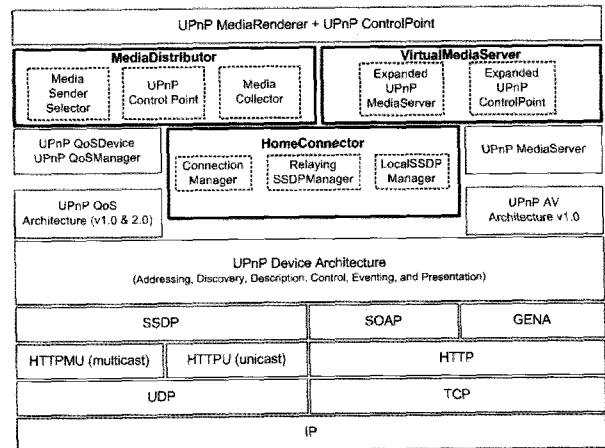 UPnP MediaRenderer + UPnP ControlPoint
MediaDistributor
Media
Sender
Selector
UPnP
Control Point
Media
Collector
VirtualMediaServer
Expanded
UPnP
MediaServer
Expanded
UPnP
ControlPoint
UPnP QoSDevice
UPnP QoSManager
HomeConnector
Connection
Manager
Relaying
SSDPManager
LocalSSDP
Manager
UPnP MediaServer
UPnP QoS
Architecture (v1.0 & 2.0)
UPnP AV
Architecture v1.0
UPnP Device Architecture
(Addressing, Discovery, Description, Control, Eventing, and Presentation)
SSDP
SOAP
GENA
HTTPMU (multicast)
HTTPU (unicast)
HTTP
UDP
TCP
IP